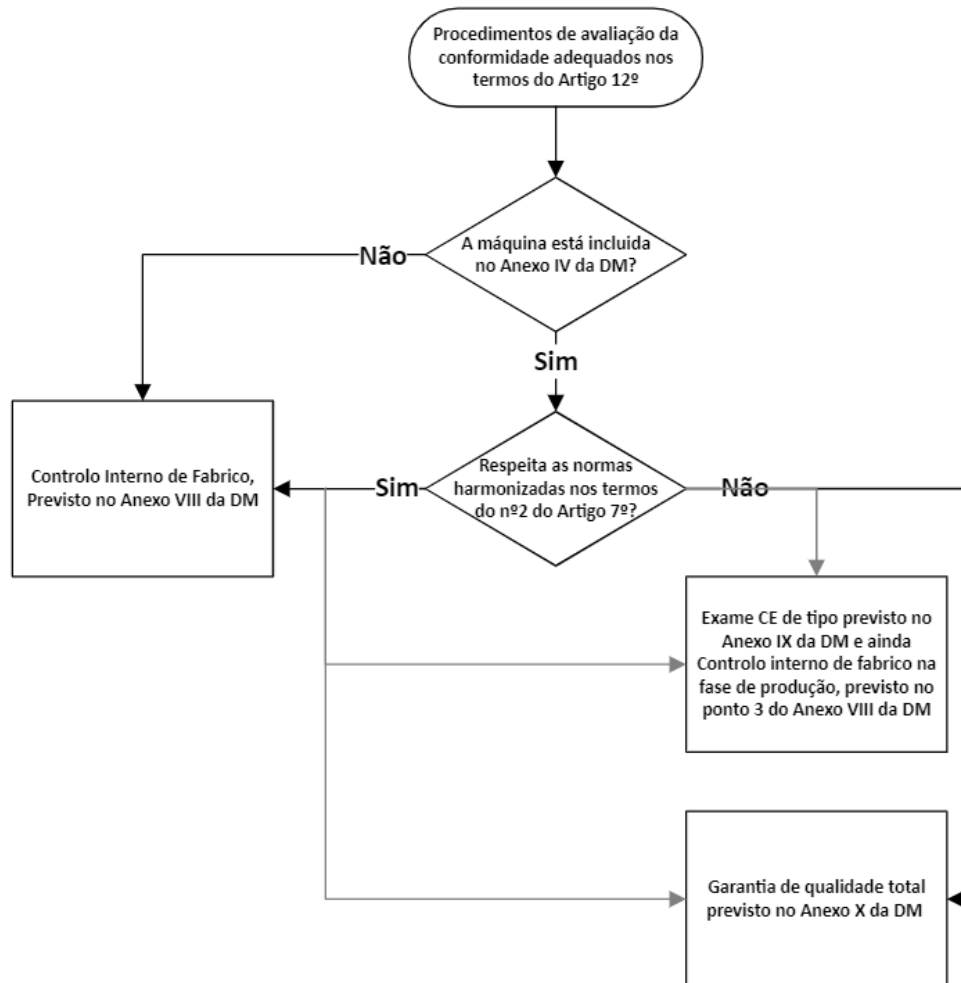 Procedimentos de avaliação da
conformidade adequados nos
termos do Artigo 12º
A máquina está incluida
no Anexo IV da DM?
Não
Sim
Controlo Interno de Fabrico,
Previsto no Anexo VIII da DM
Sim
Respeita as normas
harmonizadas nos termos
do nº2 do Artigo 7º?
Não
Exame CE de tipo previsto no
Anexo IX da DM e ainda
Controlo interno de fabrico na
fase de produção, previsto no
ponto 3 do Anexo VIII da DM
Garantia de qualidade total
previsto no Anexo X da DM